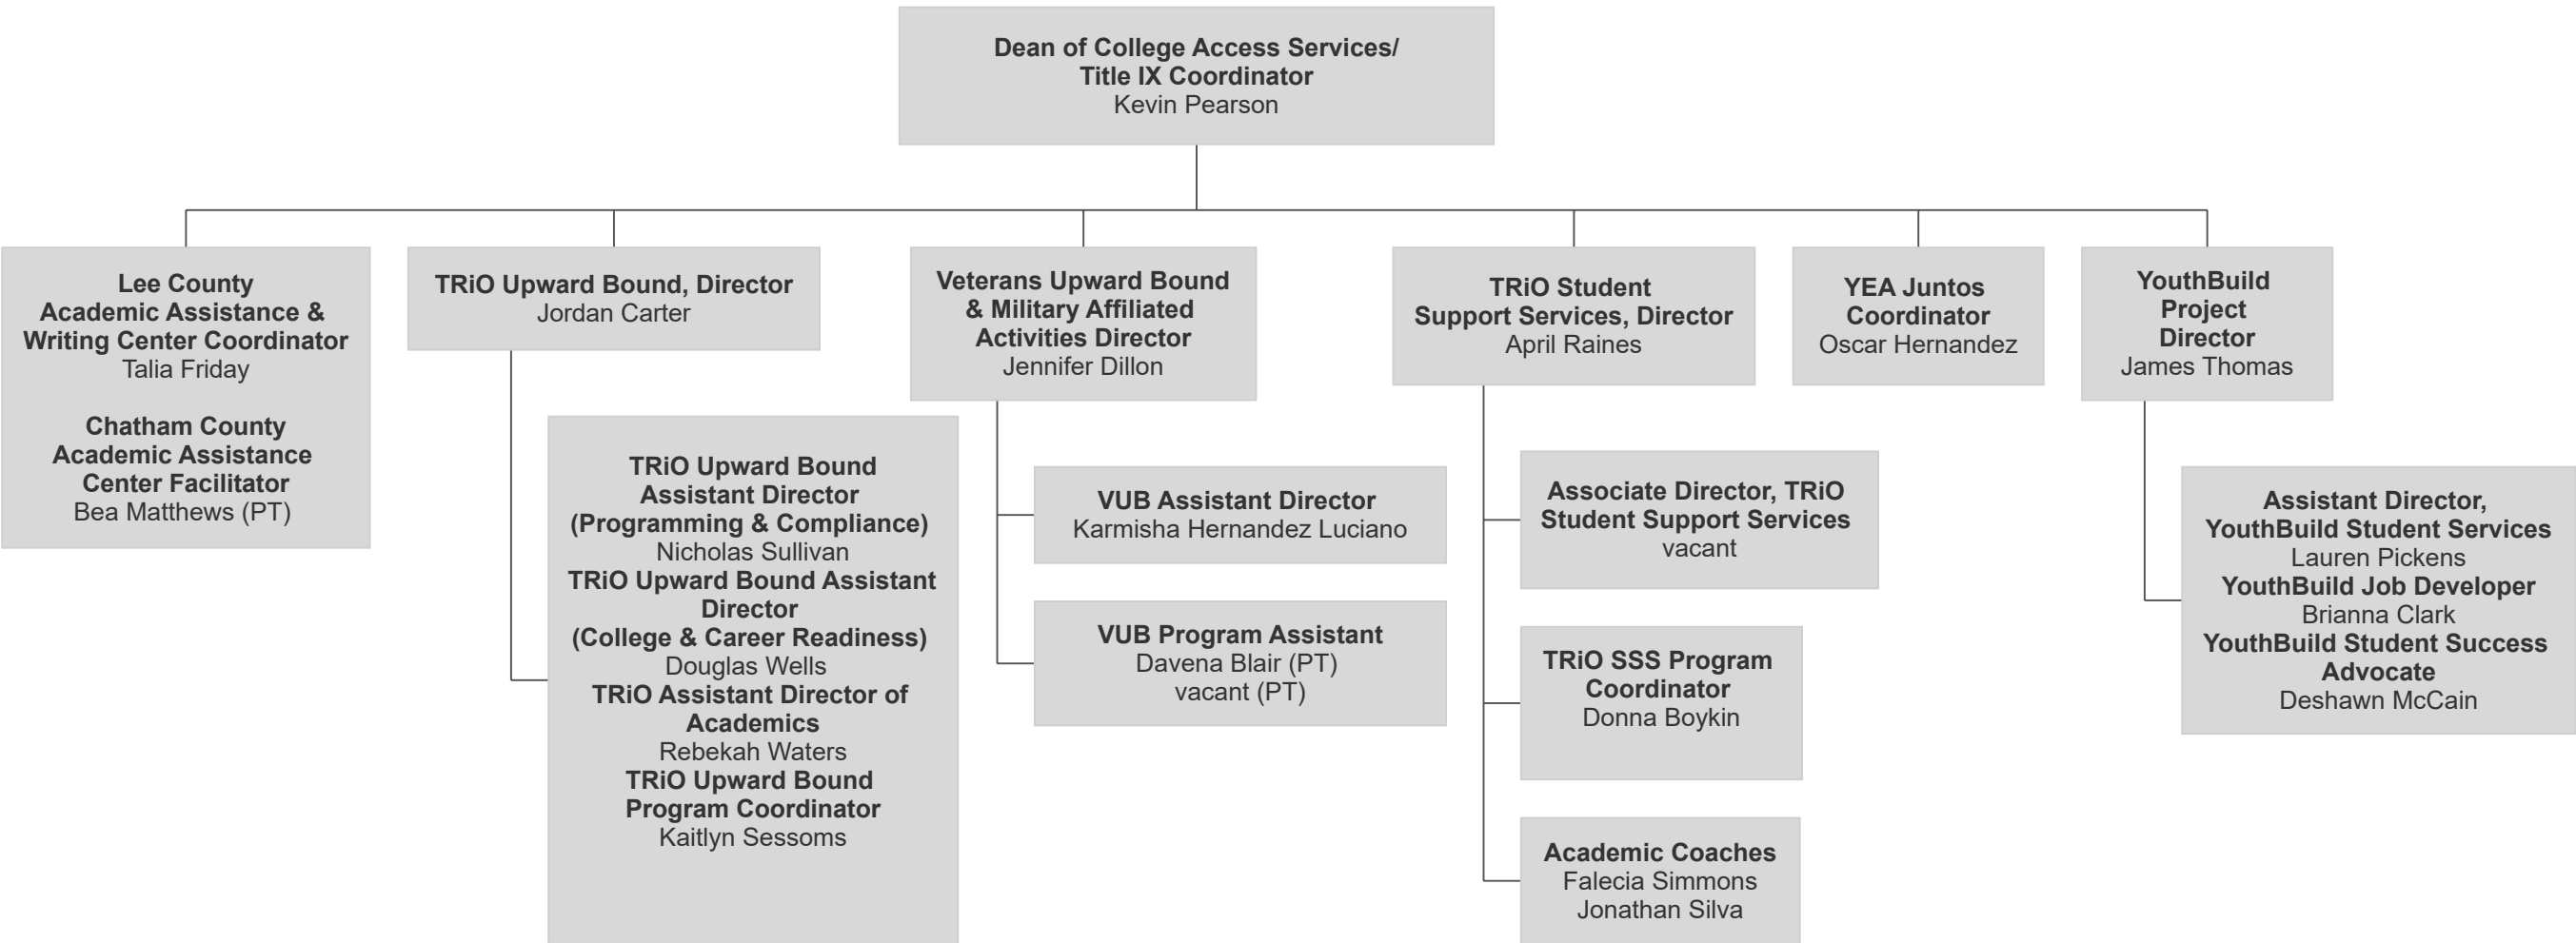 Dean of College Access Services/
Title IX Coordinator
Kevin Pearson
Lee County
Academic Assistance &
Writing Center Coordinator
Talia Friday
Chatham County
Academic Assistance
Center Facilitator
Bea Matthews (PT)
TRiO Upward Bound, Director
Jordan Carter
TRiO Upward Bound
Assistant Director
(Programming & Compliance)
Nicholas Sullivan
TRiO Upward Bound Assistant
Director
(College & Career Readiness)
Douglas Wells
TRiO Assistant Director of
Academics
Rebekah Waters
TRiO Upward Bound
Program Coordinator
Kaitlyn Sessoms
Veterans Upward Bound
& Military Affiliated
Activities Director
Jennifer Dillon
VUB Assistant Director
Karmisha Hernandez Luciano
VUB Program Assistant
Davena Blair (PT)
vacant (PT)
TRiO Student
Support Services, Director
April Raines
Associate Director, TRiO
Student Support Services
vacant
TRiO SSS Program
Coordinator
Donna Boykin
Academic Coaches
Falecia Simmons
Jonathan Silva
YEA Juntos
Coordinator
Oscar Hernandez
YouthBuild
Project
Director
James Thomas
Assistant Director,
YouthBuild Student Services
Lauren Pickens
YouthBuild Job Developer
Brianna Clark
YouthBuild Student Success
Advocate
Deshawn McCain